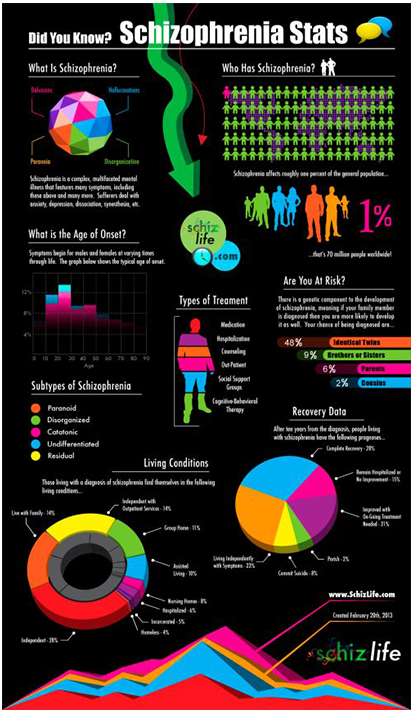 Did You Know? Schizophrenia Stats
What Is Schizophrenia?
Delusions
Hallucinations
Paranoia
Disorganization
Schizophrenia is a complex, multifaceted mental
illness that features many symptoms, including
those above and many more. Sufferers deal with
anxiety, depression, dissociation, synesthesia, etc.
Who Has Schizophrenia?
Schizophrenia affects roughly one percent of the general population...
1%
...that's 70 million people worldwide!
schiz
life
.com
What is the Age of Onset?
Symptoms begin for males and females at varying times
through life. The graph below shows the typical age of onset.
12%
8%
4%
0 10 20 30 40 50 60 70 80 90
Age
Types of Treament
Medication
Hospitalization
Counseling
Out-Patient
Social Support
Groups
Cognitive-Behavioral
Therapy
Are You At Risk?
There is a genetic component to the development
of schizophrenia, meaning if your family member
is diagnosed then you are more likely to develop
it as well. Your chance of being diagnosed are...
48% Identical Twins
9% Brothers or Sisters
6% Parents
2% Cousins
Subtypes of Schizophrenia
Paranoid
Disorganized
Catatonic
Undifferentiated
Residual
Recovery Data
After ten years from the diagnosis, people living
with schizophrenia have the following prognoses...
Complete Recovery - 28%
Remain Hospitalized or
No Improvement - 15%
Improved with
On-Going Treatment
Needed - 21%
Commit Suicide - 8%
Living Independently
with Symptoms - 23%
Living Conditions
Those living with a diagnosis of schizophrenia find themselves in the following
living conditions...
Live with Family - 14%
Independent with
Outpatient Services - 14%
Group Home - 11%
Assisted
Living - 10%
Nursing Homes - 8%
Hospitalized - 6%
Incarcerated - 5%
Homeless - 4%
Independent - 28%
www.SchizLife.com
Created February 20th, 2013
schiz life